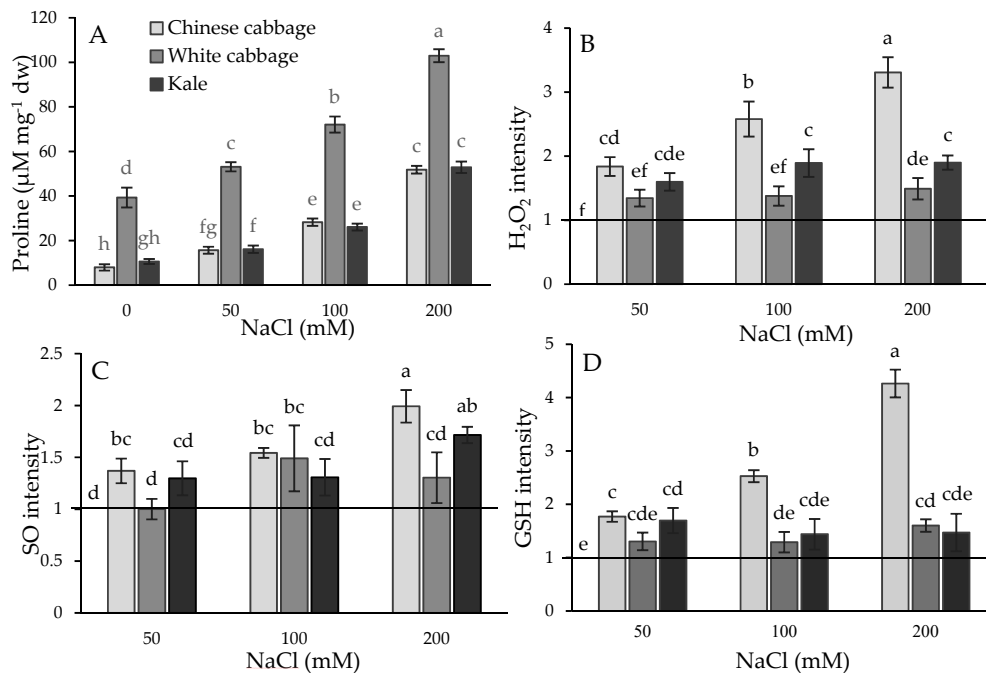 A
Chinese cabbage
White cabbage
Kale
Proline (μM mg⁻¹ dw)
120
100
80
60
40
20
0
h
d
gh
fg
c
f
e
b
e
c
a
c
0
50
100
200
NaCl (mM)
B
H₂O₂ intensity
4
3
2
1
0
f
cd
ef
cde
b
ef
c
a
de
c
50
100
200
NaCl (mM)
C
SO intensity
2.5
2
1.5
1
0.5
0
d
bc
d
cd
bc
bc
cd
a
cd
ab
50
100
200
NaCl (mM)
D
GSH intensity
5
4
3
2
1
0
e
c
cde
cd
b
de
cde
a
cd
cde
50
100
200
NaCl (mM)